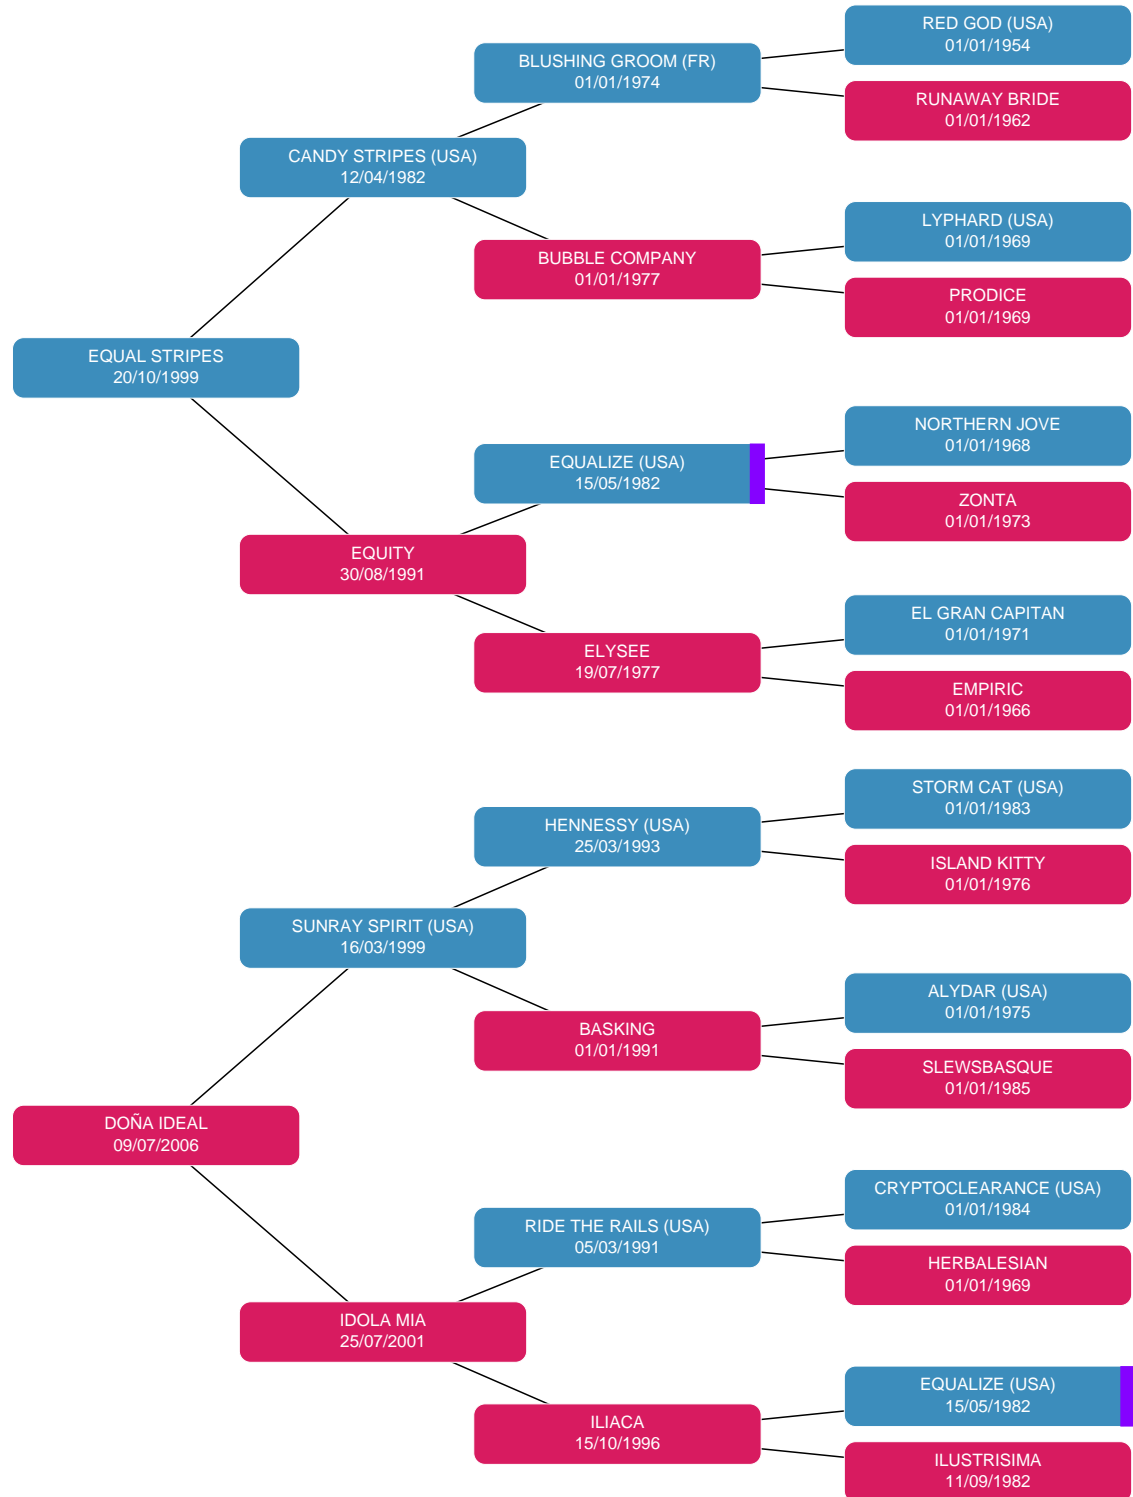 RED GOD (USA)
01/01/1954
BLUSHING GROOM (FR)
01/01/1974
RUNAWAY BRIDE
01/01/1962
CANDY STRIPES (USA)
12/04/1982
LYPHARD (USA)
01/01/1969
BUBBLE COMPANY
01/01/1977
PRODICE
01/01/1969
EQUAL STRIPES
20/10/1999
NORTHERN JOVE
01/01/1968
EQUALIZE (USA)
15/05/1982
ZONTA
01/01/1973
EQUITY
30/08/1991
EL GRAN CAPITAN
01/01/1971
ELYSEE
19/07/1977
EMPIRIC
01/01/1966
STORM CAT (USA)
01/01/1983
HENNESSY (USA)
25/03/1993
ISLAND KITTY
01/01/1976
SUNRAY SPIRIT (USA)
16/03/1999
ALYDAR (USA)
01/01/1975
BASKING
01/01/1991
SLEWSBASQUE
01/01/1985
DOÑA IDEAL
09/07/2006
CRYPTOCLEARANCE (USA)
01/01/1984
RIDE THE RAILS (USA)
05/03/1991
HERBALESIAN
01/01/1969
IDOLA MIA
25/07/2001
EQUALIZE (USA)
15/05/1982
ILIACA
15/10/1996
ILUSTRISIMA
11/09/1982